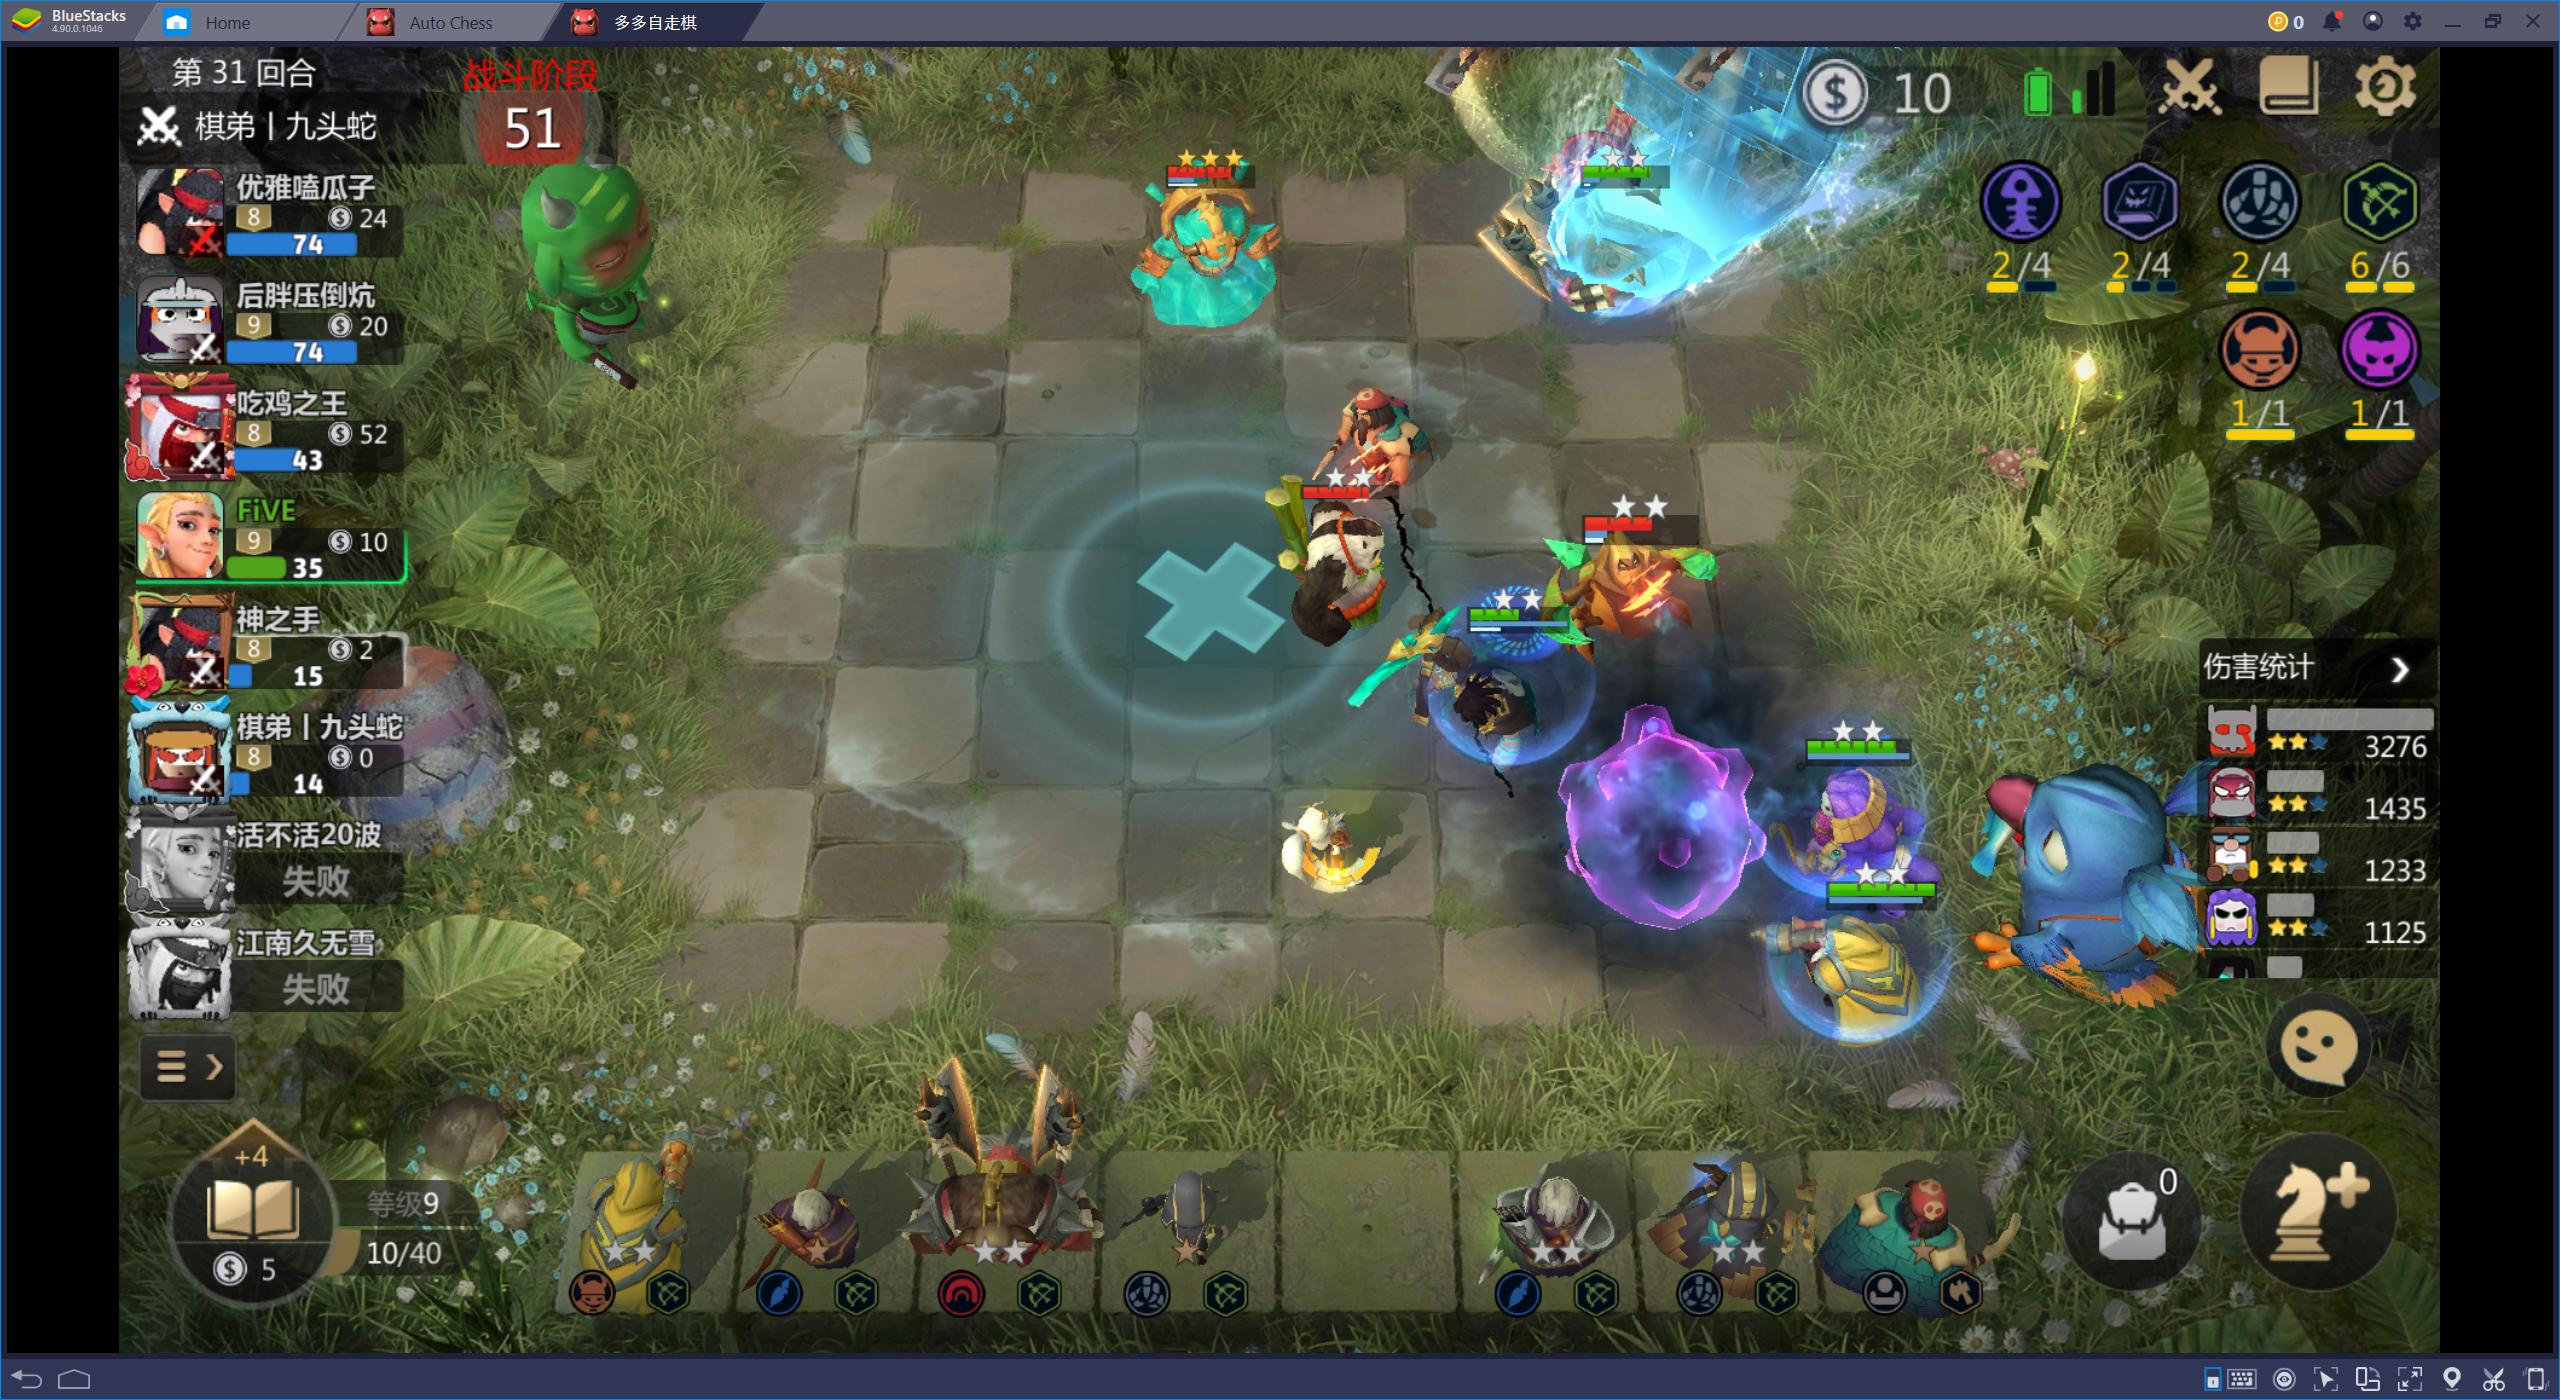 BlueStacks
4.90.0.1046
Home
Auto Chess
多多自走棋
0
第 31 回合
战斗阶段
棋弟丨九头蛇
51
10
优雅嗑瓜子
8
24
74
后胖压倒炕
9
20
74
吃鸡之王
8
52
43
FiVE
9
10
35
神之手
8
2
15
棋弟丨九头蛇
8
0
14
活不活20波
失败
江南久无雪
失败
2/4
2/4
2/4
6/6
1/1
1/1
伤害统计
3276
1435
1233
1125
+4
5
等级9
10/40
0